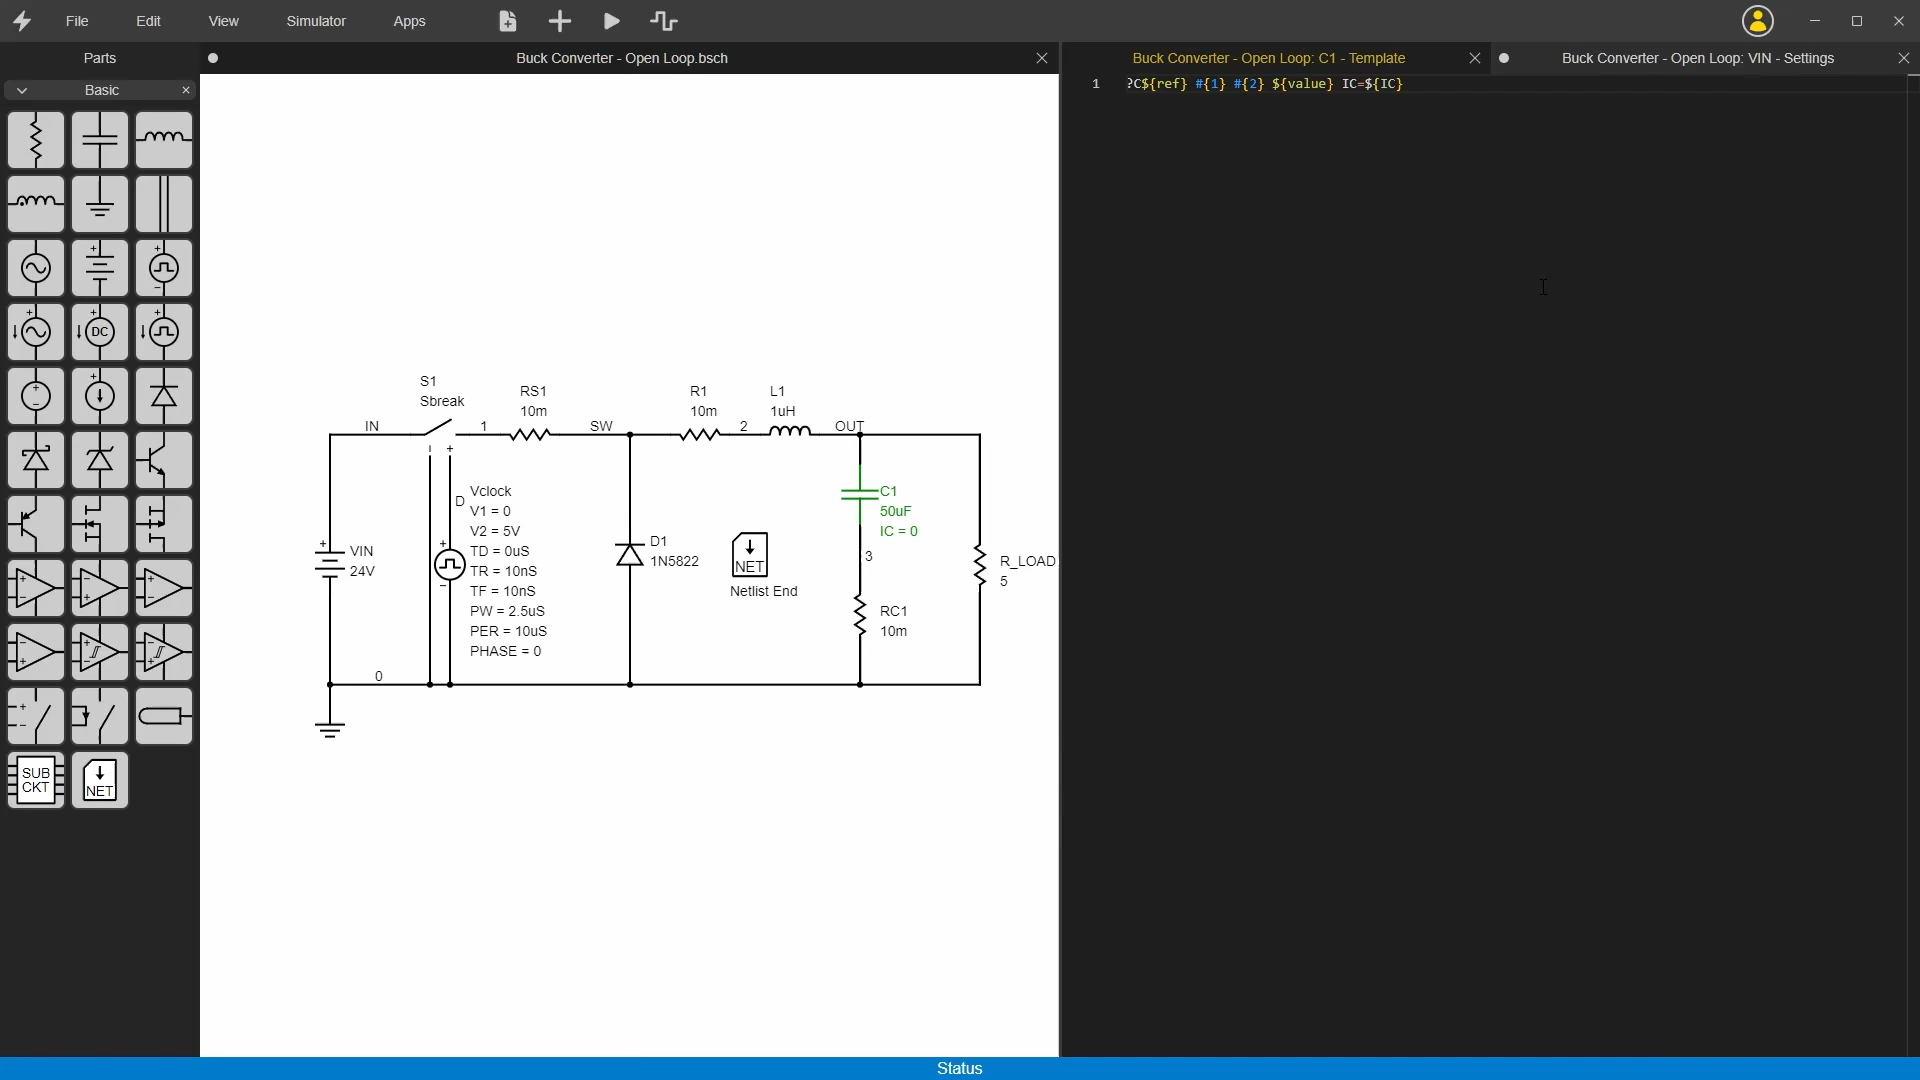 File Edit View Simulator Apps
Parts
Buck Converter - Open Loop.bsch
Buck Converter - Open Loop: C1 - Template
Buck Converter - Open Loop: VIN - Settings
Basic
1 ?C${ref} #{1} #{2} ${value} IC=${IC}
DC
SUB
CKT
NET
S1
Sbreak
RS1
10m
R1
10m
L1
1uH
IN
1
SW
2
OUT
D
Vclock
V1 = 0
V2 = 5V
TD = 0uS
TR = 10nS
TF = 10nS
PW = 2.5uS
PER = 10uS
PHASE = 0
VIN
24V
D1
1N5822
NET
Netlist End
C1
50uF
IC = 0
3
RC1
10m
R_LOAD
5
0
Status